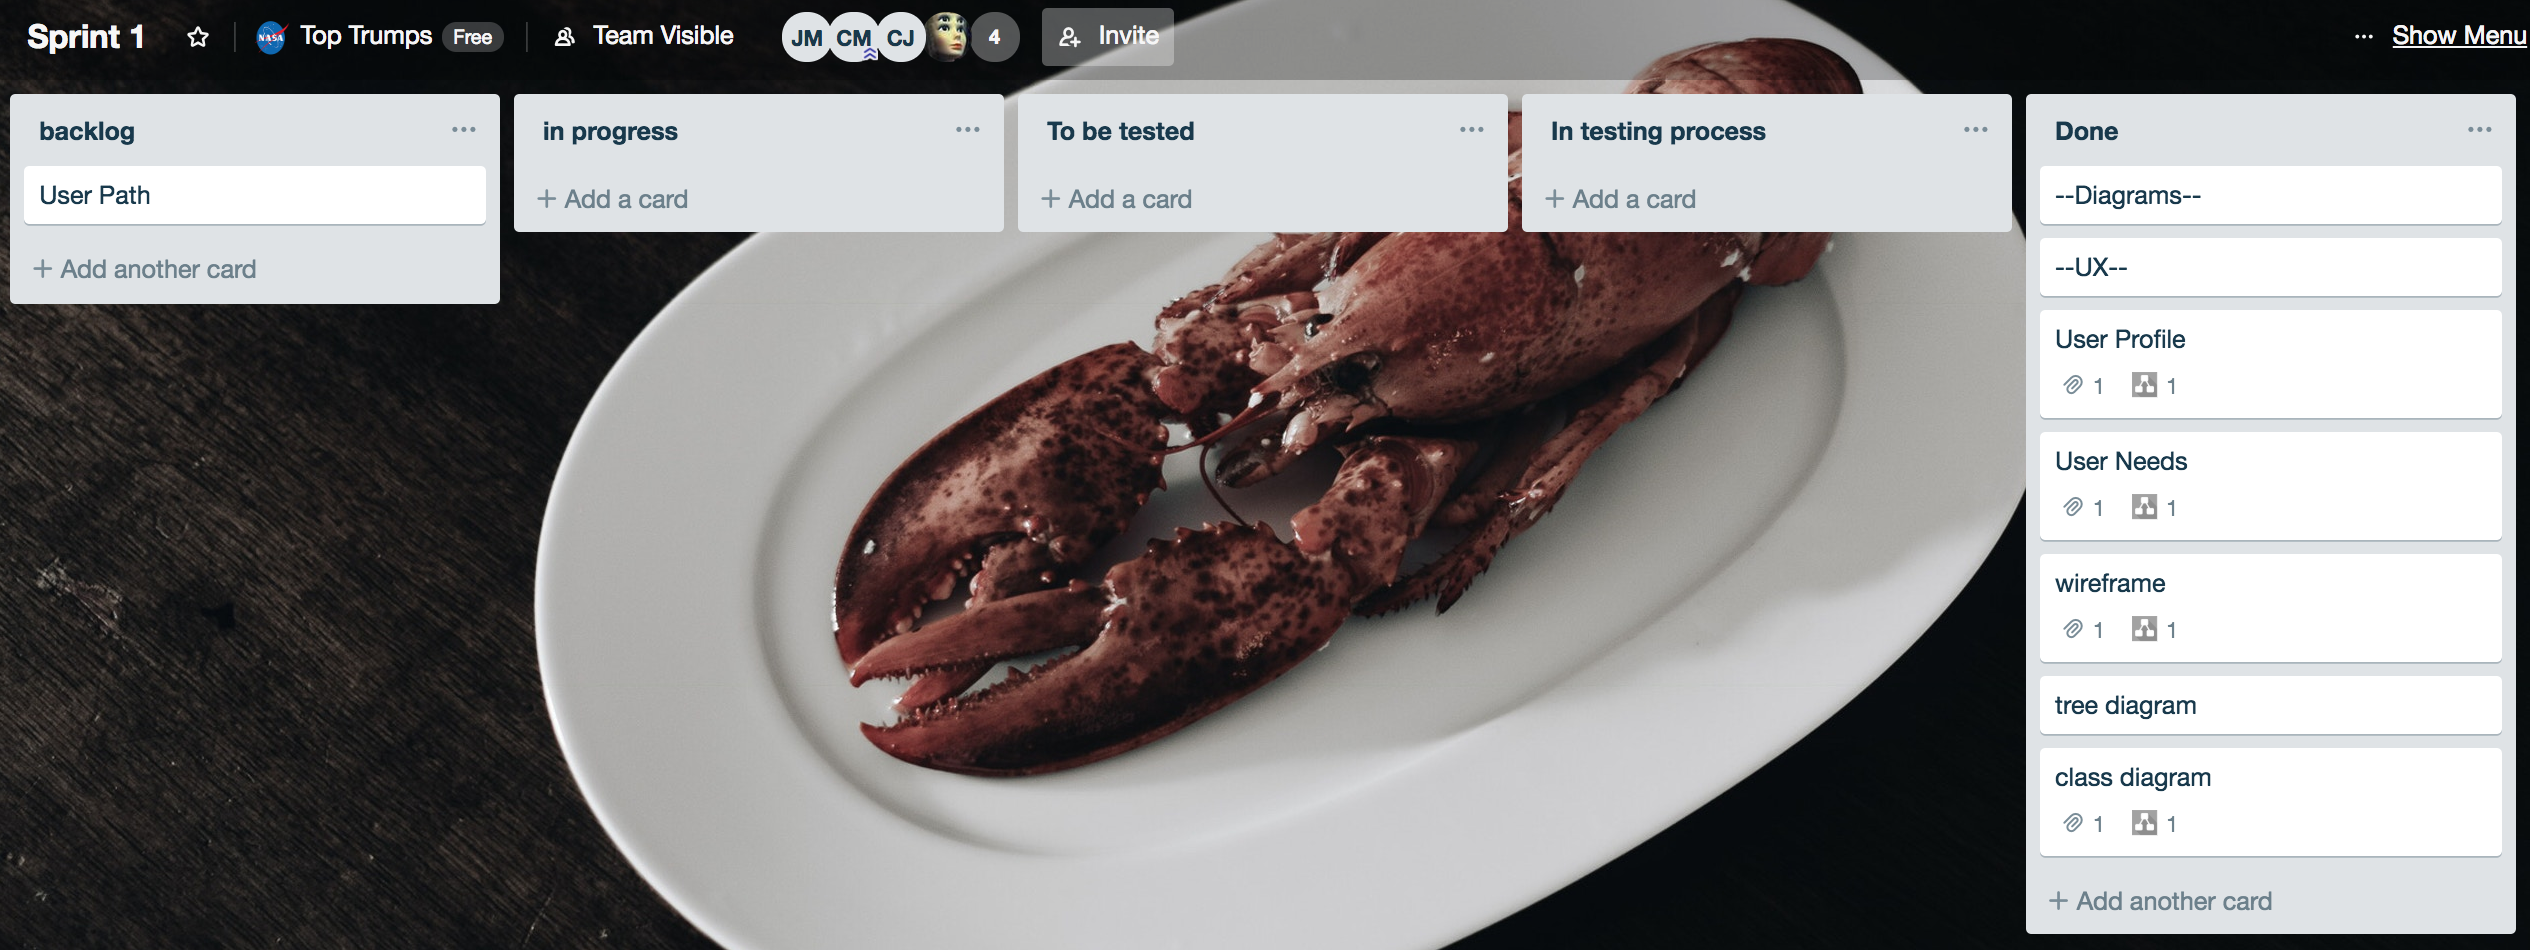 Sprint 1
NASA
Top Trumps
Free
Team Visible
JM
CM
CJ
4
Invite
... Show Menu
backlog
User Path
+ Add another card
in progress
+ Add a card
To be tested
+ Add a card
In testing process
+ Add a card
Done
--Diagrams--
--UX--
User Profile
1 1
User Needs
1 1
wireframe
1 1
tree diagram
class diagram
1 1
+ Add another card